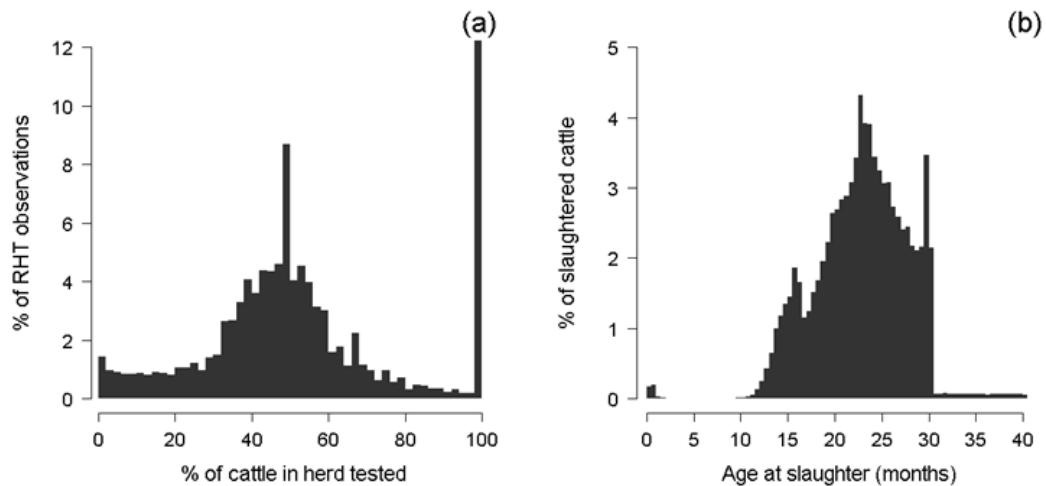 (a)
% of RHT observations
12
10
8
6
4
2
0
0 20 40 60 80 100
% of cattle in herd tested
(b)
% of slaughtered cattle
5
4
3
2
1
0
0 5 10 15 20 25 30 35 40
Age at slaughter (months)